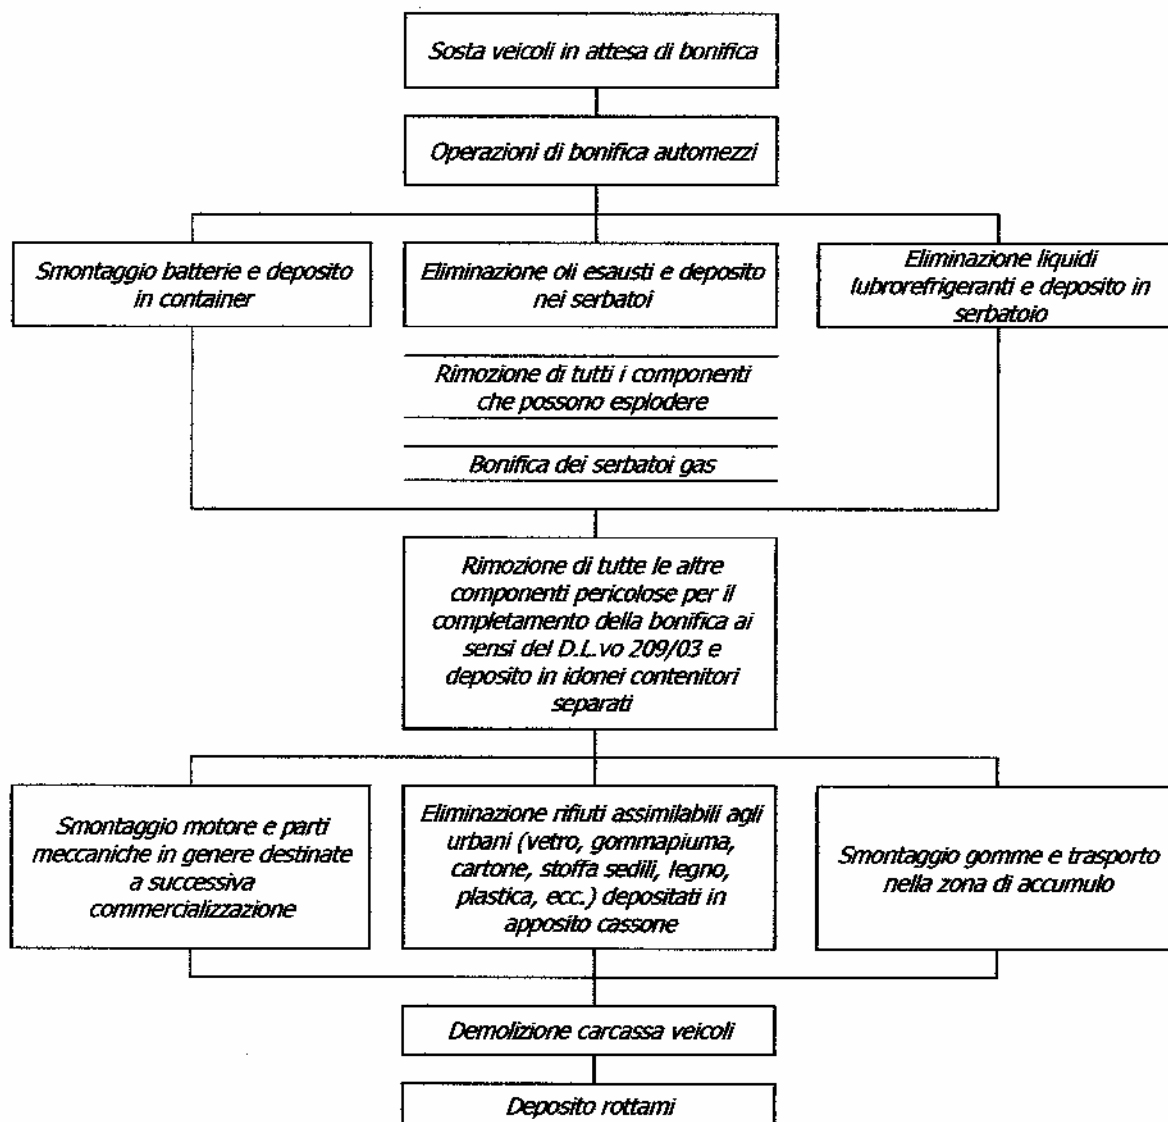 Sosta veicoli in attesa di bonifica
Operazioni di bonifica automezzi
Smontaggio batterie e deposito
in container
Eliminazione oli esausti e deposito
nei serbatoi
Eliminazione liquidi
lubrorefrigeranti e deposito in
serbatoio
Rimozione di tutti i componenti
che possono esplodere
Bonifica dei serbatoi gas
Rimozione di tutte le altre
componenti pericolose per il
completamento della bonifica ai
sensi del D.L.vo 209/03 e
deposito in idonei contenitori
separati
Smontaggio motore e parti
meccaniche in genere destinate
a successiva
commercializzazione
Eliminazione rifiuti assimilabili agli
urbani (vetro, gommapiuma,
cartone, stoffa sedili, legno,
plastica, ecc.) depositati in
apposito cassone
Smontaggio gomme e trasporto
nella zona di accumulo
Demolizione carcassa veicoli
Deposito rottami